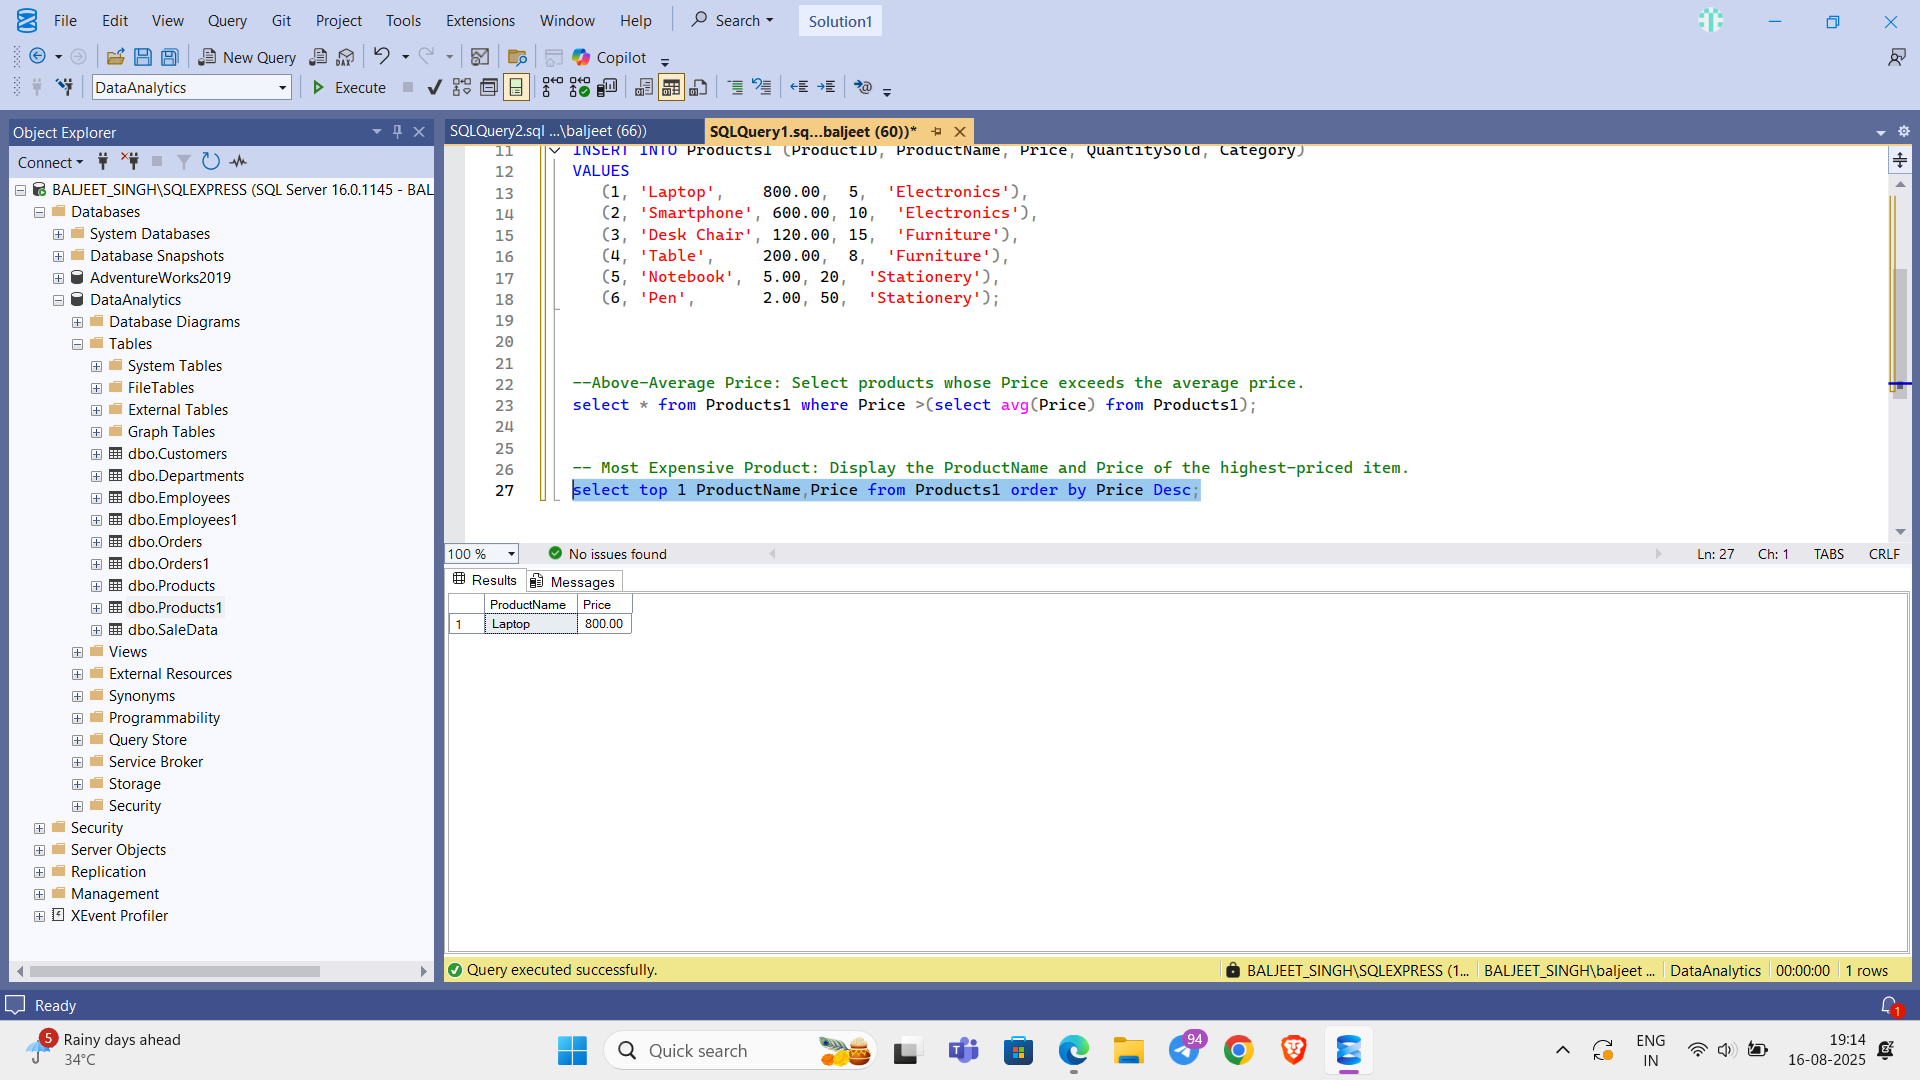 File Edit View Query Git Project Tools Extensions Window Help Search Solution1
New Query DAX Copilot
DataAnalytics Execute
Object Explorer
Connect
BALJEET_SINGH\SQLEXPRESS (SQL Server 16.0.1145 - BAL
Databases
System Databases
Database Snapshots
AdventureWorks2019
DataAnalytics
Database Diagrams
Tables
System Tables
FileTables
External Tables
Graph Tables
dbo.Customers
dbo.Departments
dbo.Employees
dbo.Employees1
dbo.Orders
dbo.Orders1
dbo.Products
dbo.Products1
dbo.SaleData
Views
External Resources
Synonyms
Programmability
Query Store
Service Broker
Storage
Security
Security
Server Objects
Replication
Management
XEvent Profiler
SQLQuery2.sql ...\baljeet (66)) SQLQuery1.sq...baljeet (60))*
11 INSERT INTO Products1 (ProductID, ProductName, Price, QuantitySold, Category)
12 VALUES
13 (1, 'Laptop', 800.00, 5, 'Electronics'),
14 (2, 'Smartphone', 600.00, 10, 'Electronics'),
15 (3, 'Desk Chair', 120.00, 15, 'Furniture'),
16 (4, 'Table', 200.00, 8, 'Furniture'),
17 (5, 'Notebook', 5.00, 20, 'Stationery'),
18 (6, 'Pen', 2.00, 50, 'Stationery');
19
20
21
22 --Above-Average Price: Select products whose Price exceeds the average price.
23 select * from Products1 where Price >(select avg(Price) from Products1);
24
25
26 -- Most Expensive Product: Display the ProductName and Price of the highest-priced item.
27 select top 1 ProductName,Price from Products1 order by Price Desc;
100 % No issues found Ln: 27 Ch: 1 TABS CRLF
Results Messages
ProductName Price
1 Laptop 800.00
Query executed successfully. BALJEET_SINGH\SQLEXPRESS (1... BALJEET_SINGH\baljeet ... DataAnalytics 00:00:00 1 rows
Ready 1
5 Rainy days ahead
34°C
Quick search
94
ENG
IN
19:14
16-08-2025